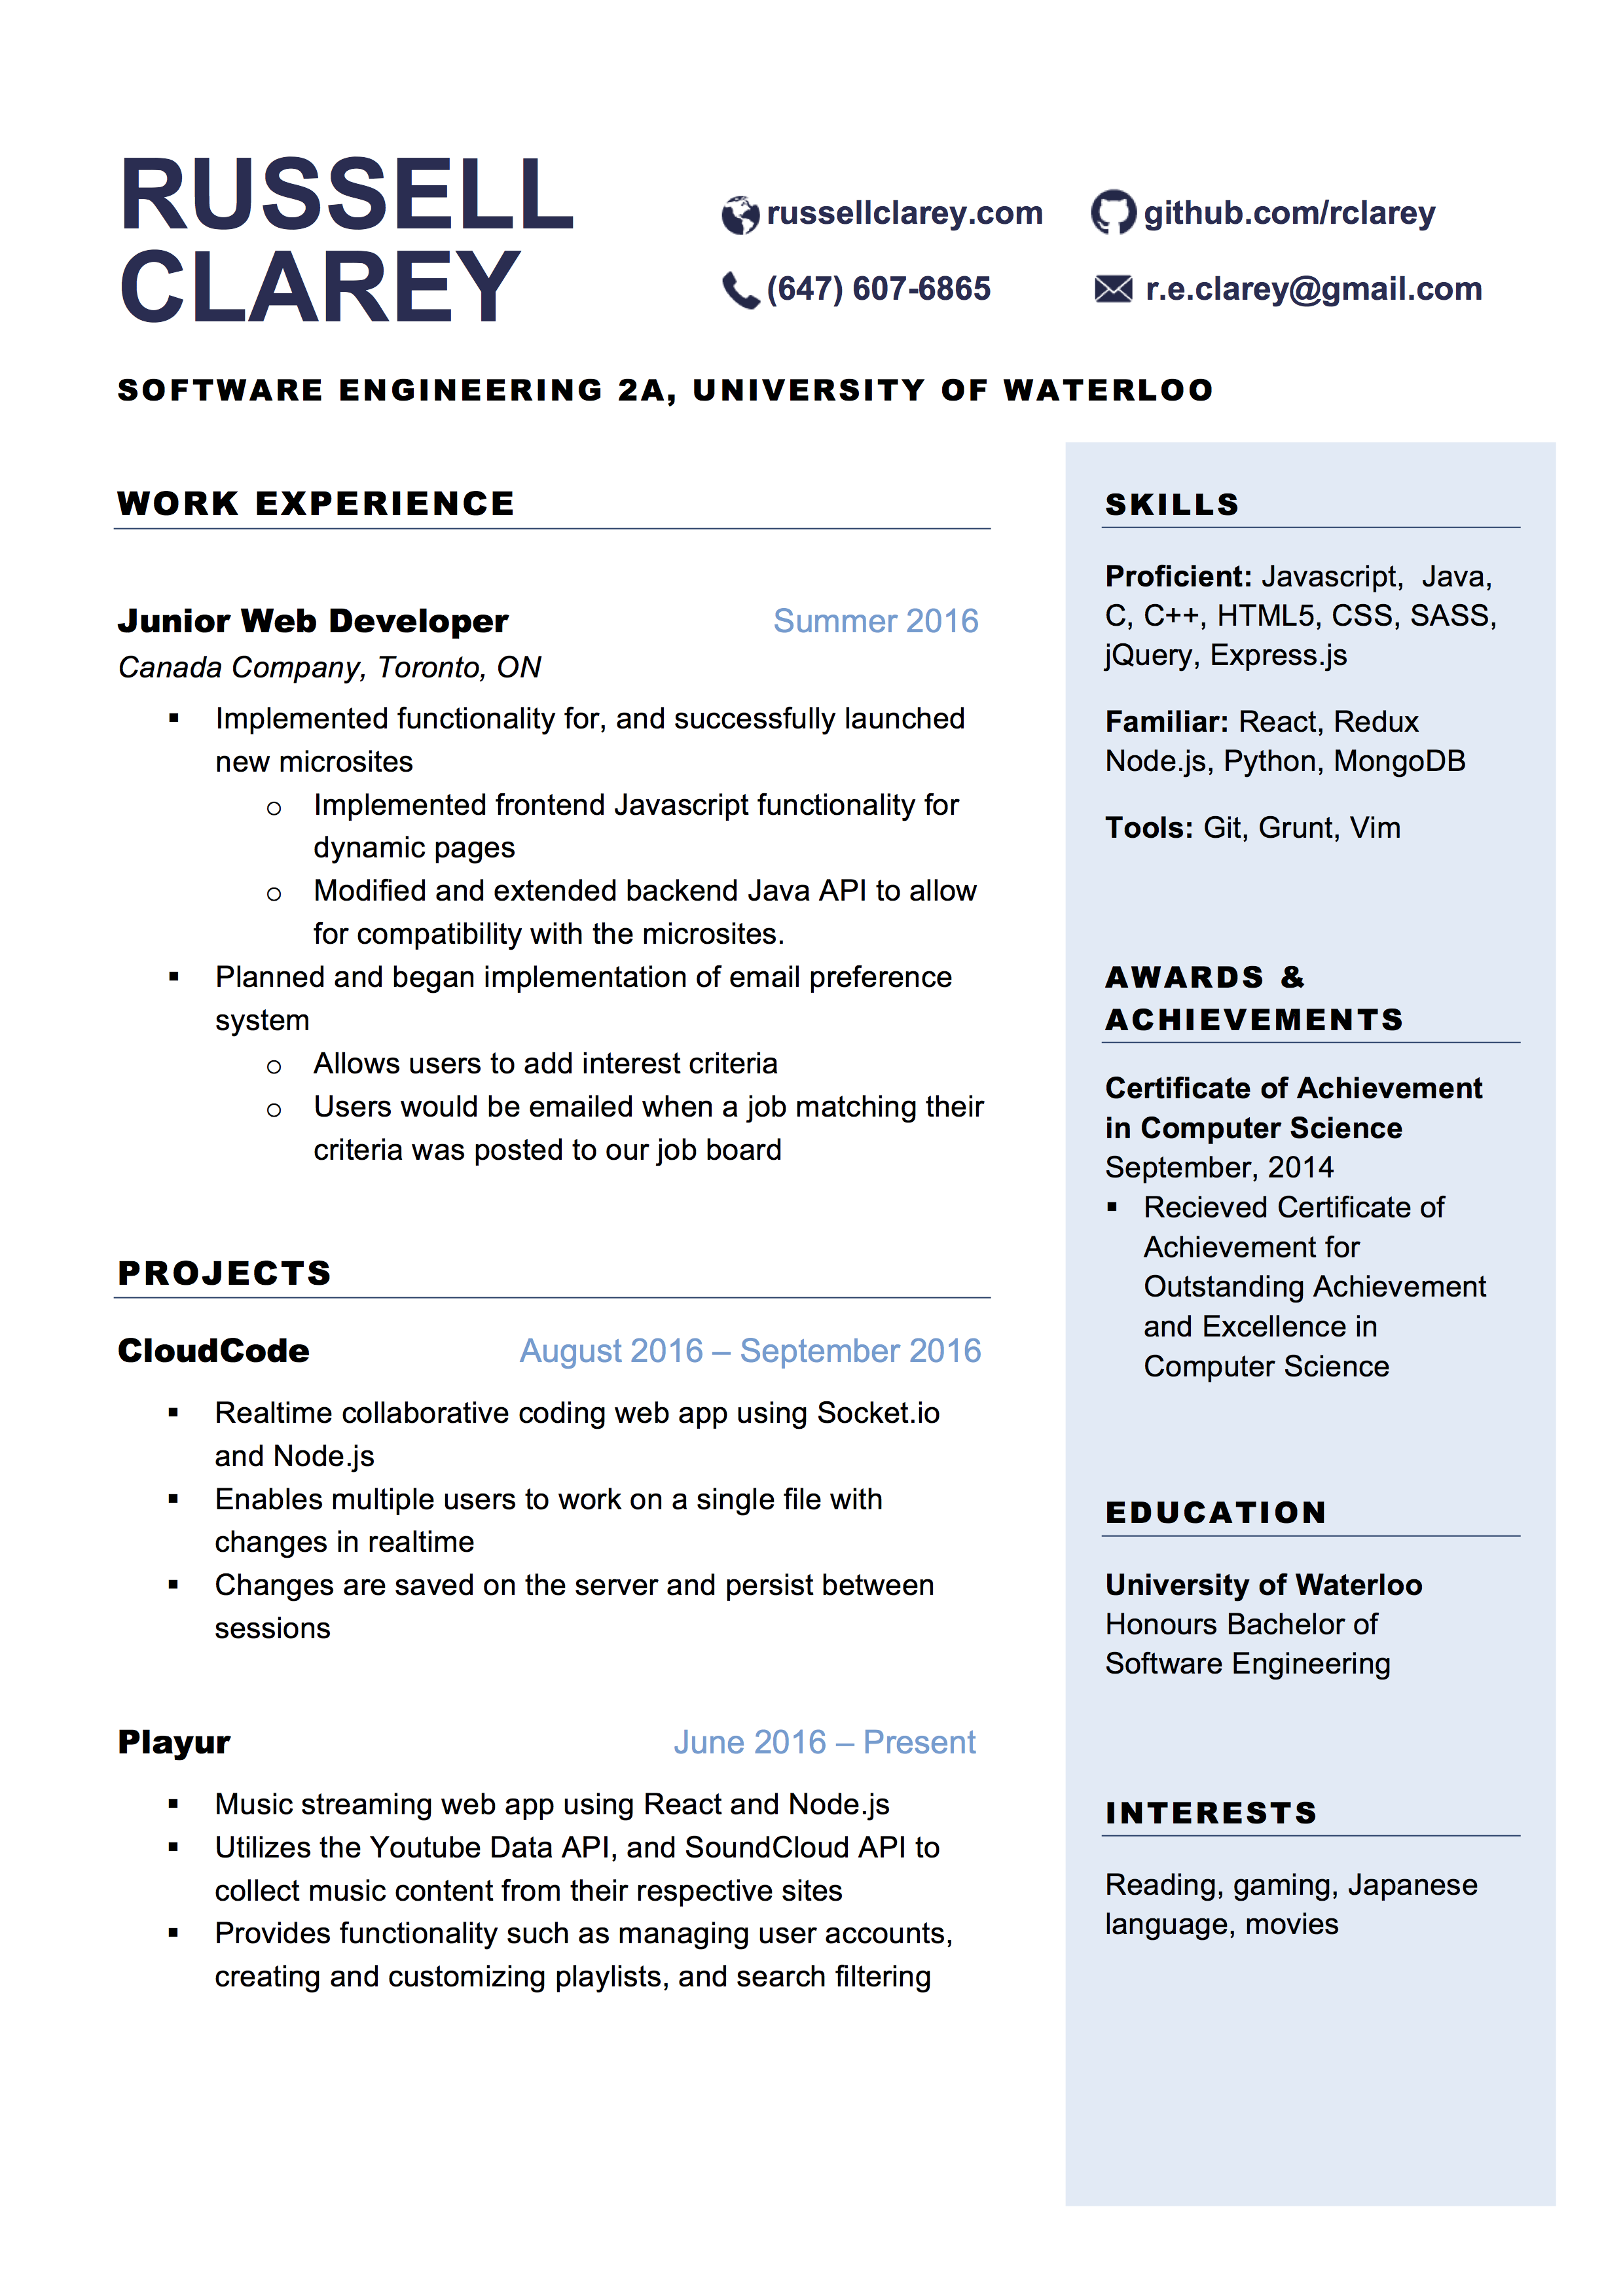 RUSSELL
CLAREY
russellclarey.com
github.com/rclarey
(647) 607-6865
r.e.clarey@gmail.com
SOFTWARE ENGINEERING 2A, UNIVERSITY OF WATERLOO
WORK EXPERIENCE
Junior Web Developer Summer 2016
Canada Company, Toronto, ON
▪ Implemented functionality for, and successfully launched
new microsites
o Implemented frontend Javascript functionality for
dynamic pages
o Modified and extended backend Java API to allow
for compatibility with the microsites.
▪ Planned and began implementation of email preference
system
o Allows users to add interest criteria
o Users would be emailed when a job matching their
criteria was posted to our job board
PROJECTS
CloudCode August 2016 – September 2016
▪ Realtime collaborative coding web app using Socket.io
and Node.js
▪ Enables multiple users to work on a single file with
changes in realtime
▪ Changes are saved on the server and persist between
sessions
Playur June 2016 – Present
▪ Music streaming web app using React and Node.js
▪ Utilizes the Youtube Data API, and SoundCloud API to
collect music content from their respective sites
▪ Provides functionality such as managing user accounts,
creating and customizing playlists, and search filtering
SKILLS
Proficient: Javascript, Java,
C, C++, HTML5, CSS, SASS,
jQuery, Express.js
Familiar: React, Redux
Node.js, Python, MongoDB
Tools: Git, Grunt, Vim
AWARDS &
ACHIEVEMENTS
Certificate of Achievement
in Computer Science
September, 2014
▪ Recieved Certificate of
Achievement for
Outstanding Achievement
and Excellence in
Computer Science
EDUCATION
University of Waterloo
Honours Bachelor of
Software Engineering
INTERESTS
Reading, gaming, Japanese
language, movies